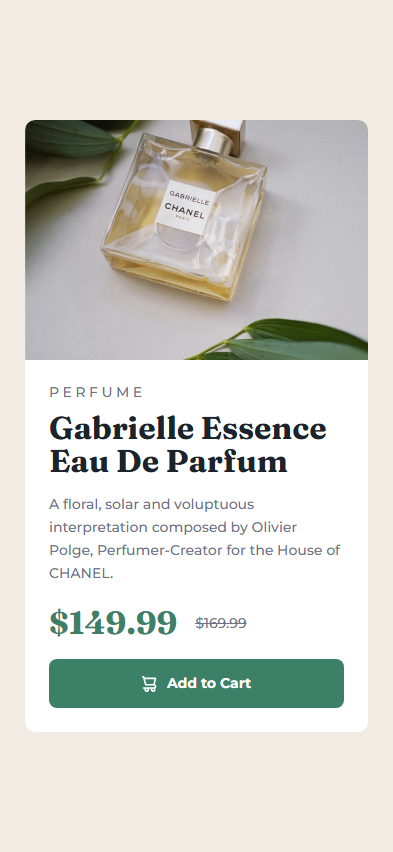 GABRIELLE
CHANEL
PARIS
PERFUME
Gabrielle Essence
Eau De Parfum
A floral, solar and voluptuous
interpretation composed by Olivier
Polge, Perfumer-Creator for the House of
CHANEL.
$149.99 $169.99
Add to Cart